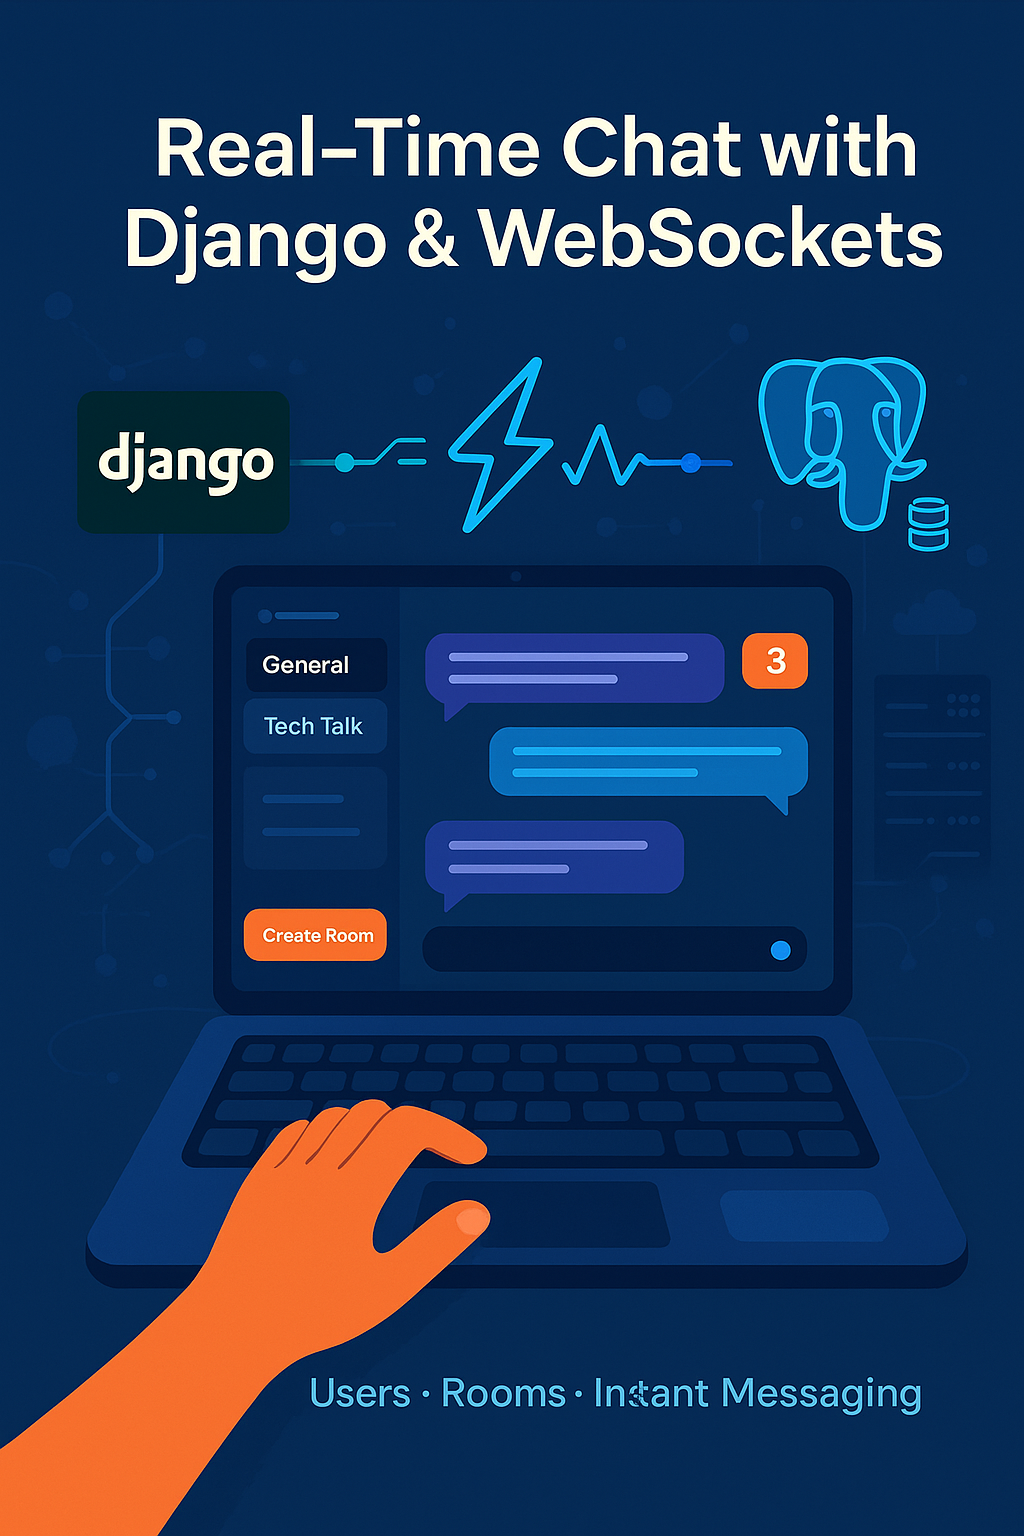 Real-Time Chat with
Django & WebSockets
django
General
3
Tech Talk
Create Room
Users · Rooms · Instant Messaging